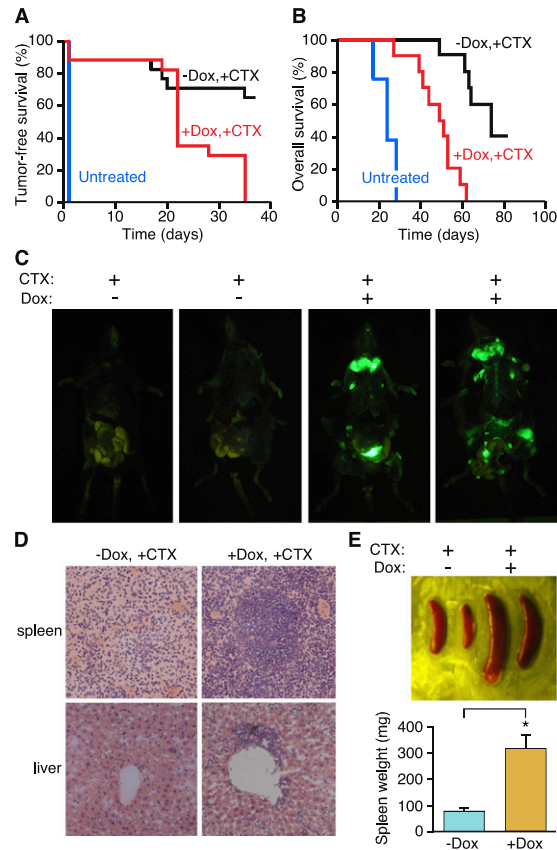 A
Tumor-free survival (%)
100
80
60
40
20
0
0 10 20 30 40
Time (days)
-Dox,+CTX
+Dox,+CTX
Untreated
B
Overall survival (%)
100
80
60
40
20
0
0 20 40 60 80 100
Time (days)
-Dox,+CTX
+Dox,+CTX
Untreated
C
CTX: + + + +
Dox: - - + +
D
-Dox, +CTX +Dox, +CTX
spleen
liver
E
CTX: + +
Dox: - +
Spleen weight (mg)
400
300
200
100
0
*
-Dox +Dox